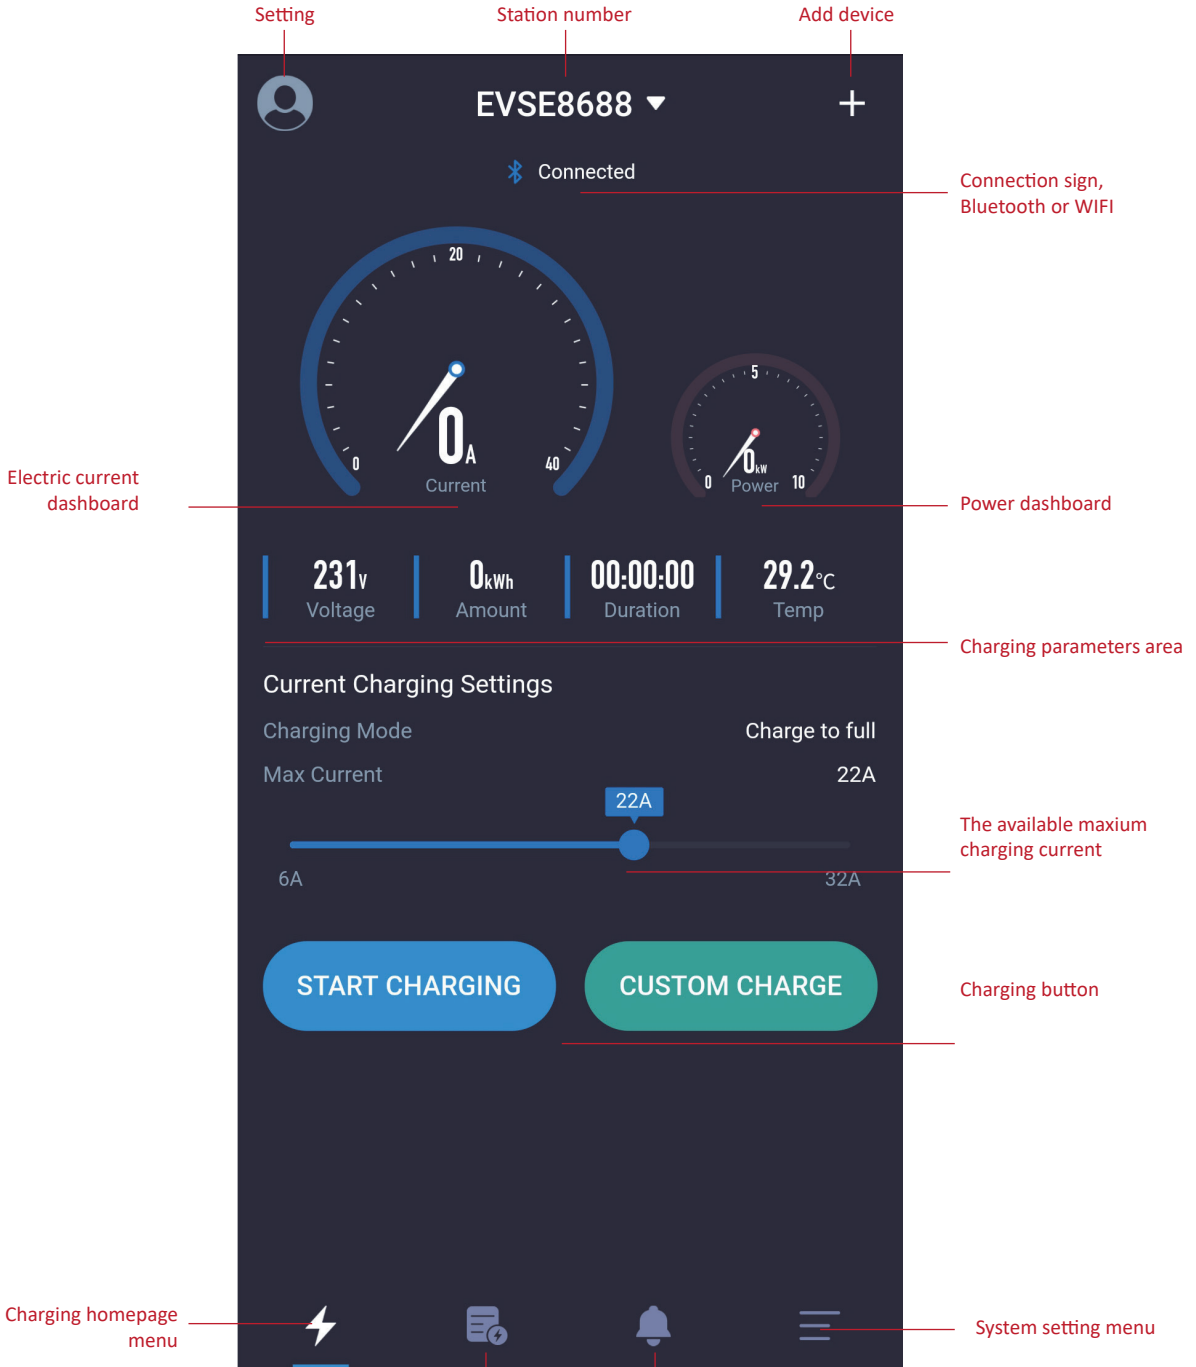 Setting
Station number
Add device
EVSE8688
Connected
Connection sign,
Bluetooth or WIFI
20
0
40
0A
Current
5
0
10
0kW
Power
Electric current
dashboard
Power dashboard
231V
Voltage
0kWh
Amount
00:00:00
Duration
29.2°C
Temp
Charging parameters area
Current Charging Settings
Charging Mode
Charge to full
Max Current
22A
22A
6A
32A
The available maxium
charging current
START CHARGING
CUSTOM CHARGE
Charging button
Charging homepage
menu
System setting menu